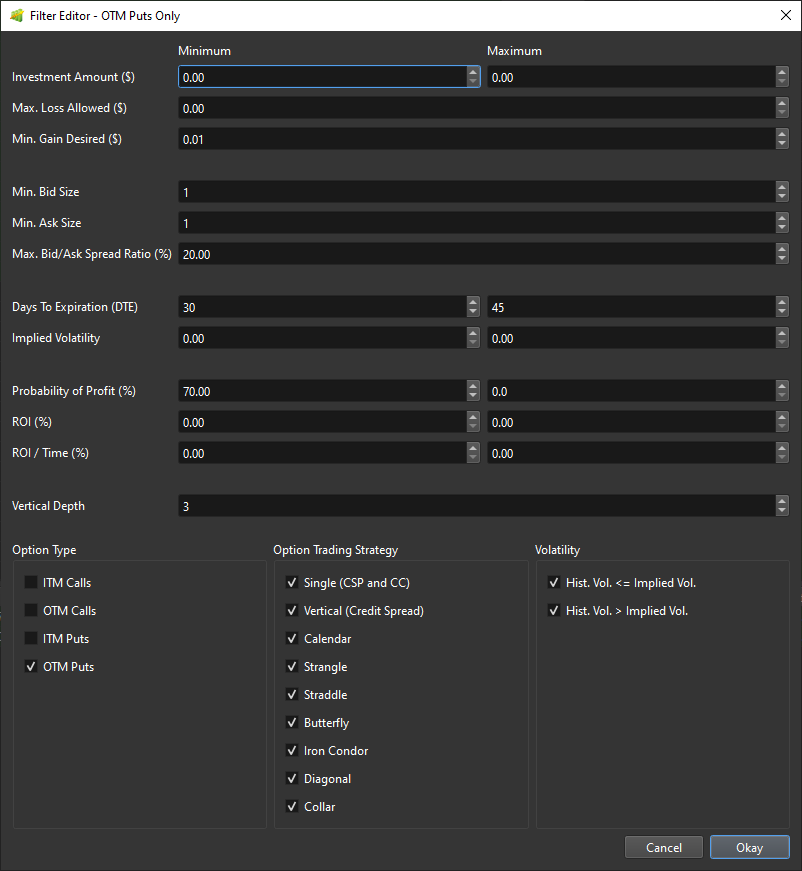 Filter Editor - OTM Puts Only
Minimum Maximum
Investment Amount ($) 0.00 0.00
Max. Loss Allowed ($) 0.00
Min. Gain Desired ($) 0.01
Min. Bid Size 1
Min. Ask Size 1
Max. Bid/Ask Spread Ratio (%) 20.00
Days To Expiration (DTE) 30 45
Implied Volatility 0.00 0.00
Probability of Profit (%) 70.00 0.0
ROI (%) 0.00 0.00
ROI / Time (%) 0.00 0.00
Vertical Depth 3
Option Type
ITM Calls
OTM Calls
ITM Puts
OTM Puts
Option Trading Strategy
Single (CSP and CC)
Vertical (Credit Spread)
Calendar
Strangle
Straddle
Butterfly
Iron Condor
Diagonal
Collar
Volatility
Hist. Vol. <= Implied Vol.
Hist. Vol. > Implied Vol.
Cancel Okay